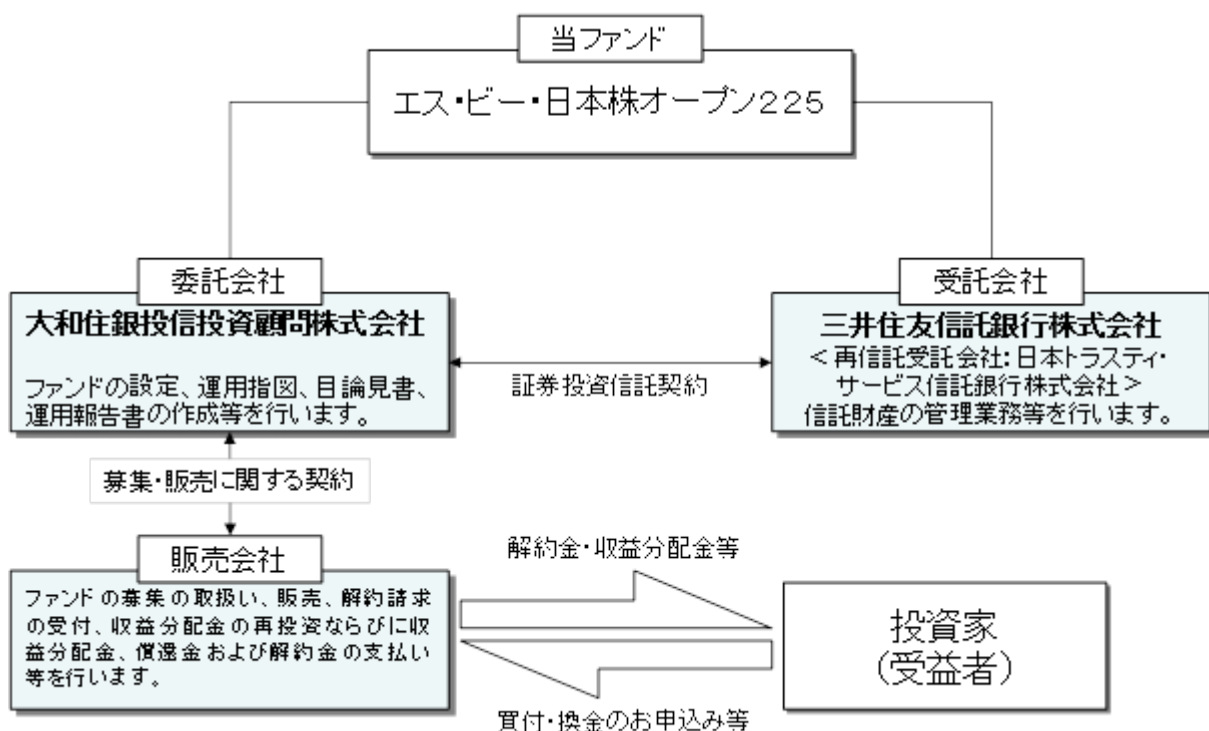 当ファンド
エス・ビー・日本株オープン２２５
委託会社
大和住銀投信投資顧問株式会社
ファンドの設定、運用指図、目論見書、
運用報告書の作成等を行います。
受託会社
三井住友信託銀行株式会社
＜再信託受託会社：日本トラスティ・
サービス信託銀行株式会社＞
信託財産の管理業務等を行います。
証券投資信託契約
募集・販売に関する契約
販売会社
ファンドの募集の取扱い、販売、解約請求
の受付、収益分配金の再投資ならびに収
益分配金、償還金および解約金の支払い
等を行います。
解約金・収益分配金等
投資家
（受益者）
買付・換金のお申込み等